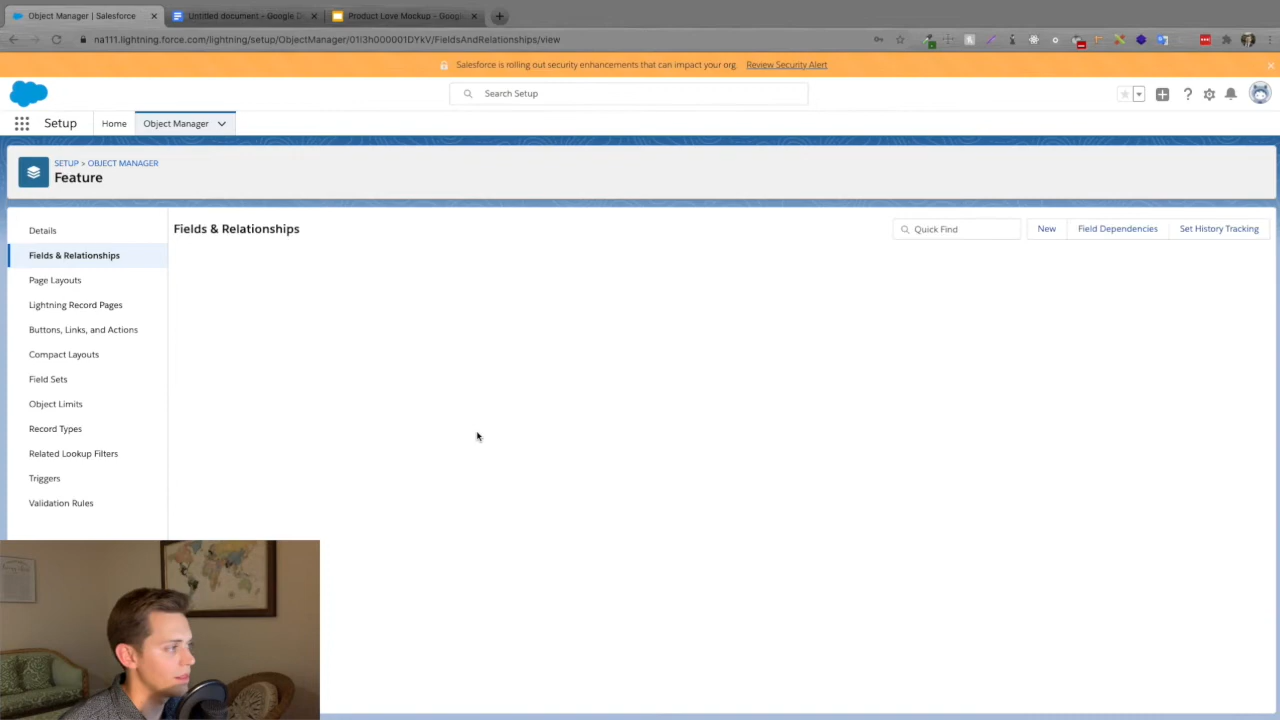 Object Manager | Salesforce
Untitled document - Google D
Product Love Mockup - Googl
na111.lightning.force.com/lightning/setup/ObjectManager/01I3h000001DYkV/FieldsAndRelationships/view
Salesforce is rolling out security enhancements that can impact your org. Review Security Alert
Search Setup
Setup
Home
Object Manager
SETUP > OBJECT MANAGER
Feature
Details
Fields & Relationships
Page Layouts
Lightning Record Pages
Buttons, Links, and Actions
Compact Layouts
Field Sets
Object Limits
Record Types
Related Lookup Filters
Triggers
Validation Rules
Fields & Relationships
Quick Find
New
Field Dependencies
Set History Tracking